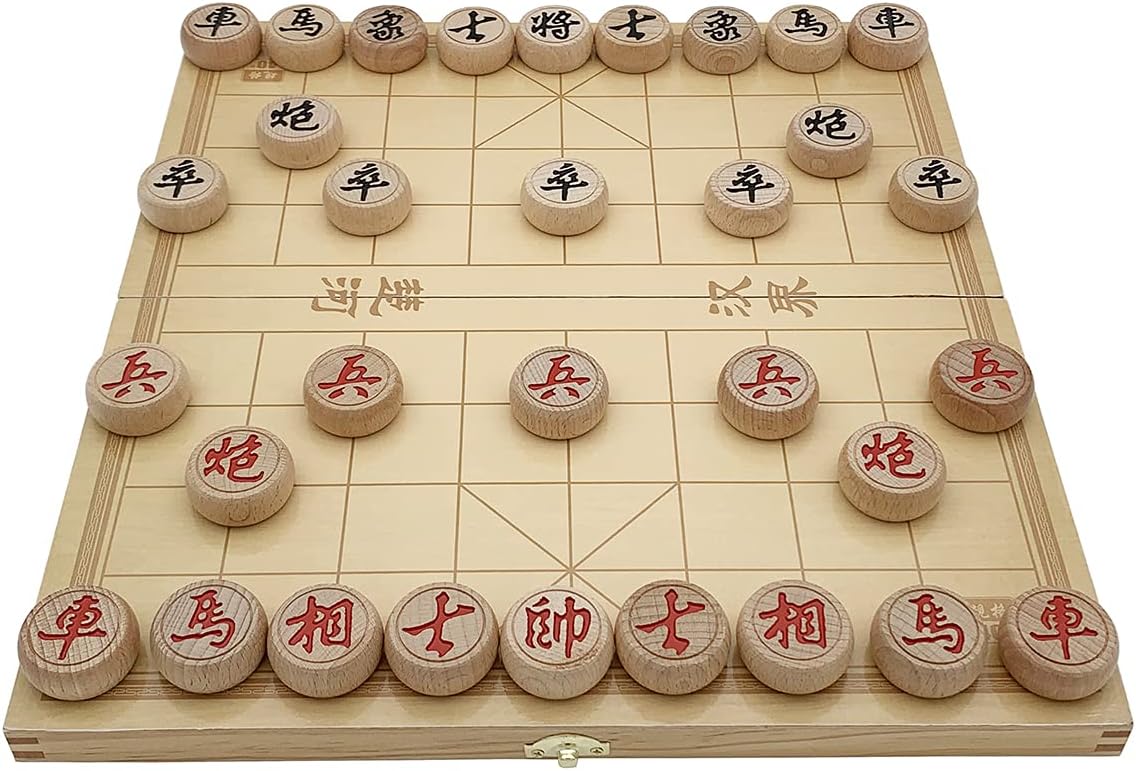 車馬象士将士象馬車
炮 炮
卒 卒 卒 卒 卒
楚河 汉界
兵 兵 兵 兵 兵
炮 炮
車馬相士帥士相馬車